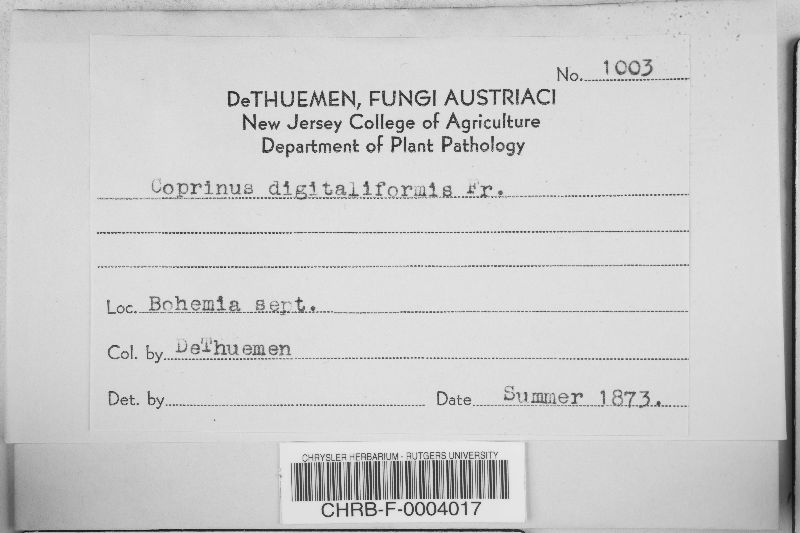 No. 1003
DeTHUEMEN, FUNGI AUSTRIACI
New Jersey College of Agriculture
Department of Plant Pathology
Coprinus digitaliformis Fr.
Loc. Bohemia sept.
Col. by DeThuemen
Det. by
Date Summer 1873.
CHRYSLER HERBARIUM - RUTGERS UNIVERSITY
CHRB-F-0004017